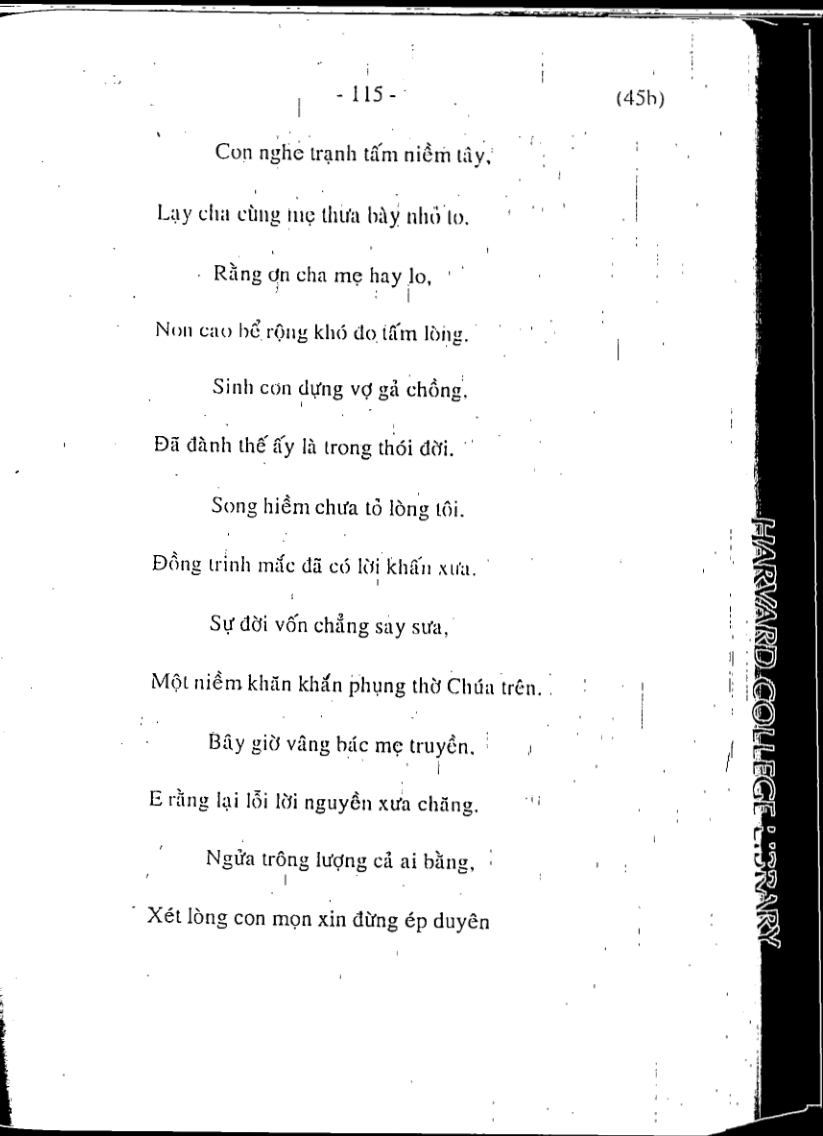 - 115 - (45b)
Con nghe trạnh tấm niềm tây,
Lạy cha cùng mẹ thưa bày nhỏ to.
Rằng ơn cha mẹ hay lo,
Non cao bể rộng khó đo tấm lòng.
Sinh con dựng vợ gả chồng,
Đã đành thế ấy là trong thói đời.
Song hiềm chưa tỏ lòng tôi.
Đồng trinh mắc đã có lời khấn xưa.
Sự đời vốn chẳng say sưa,
Một niềm khăn khắn phụng thờ Chúa trên.
Bây giờ vâng bác mẹ truyền,
E rằng lại lỗi lời nguyền xưa chăng.
Ngửa trông lượng cả ai bằng,
Xét lòng con mọn xin đừng ép duyên
HARVARD COLLEGE LIBRARY